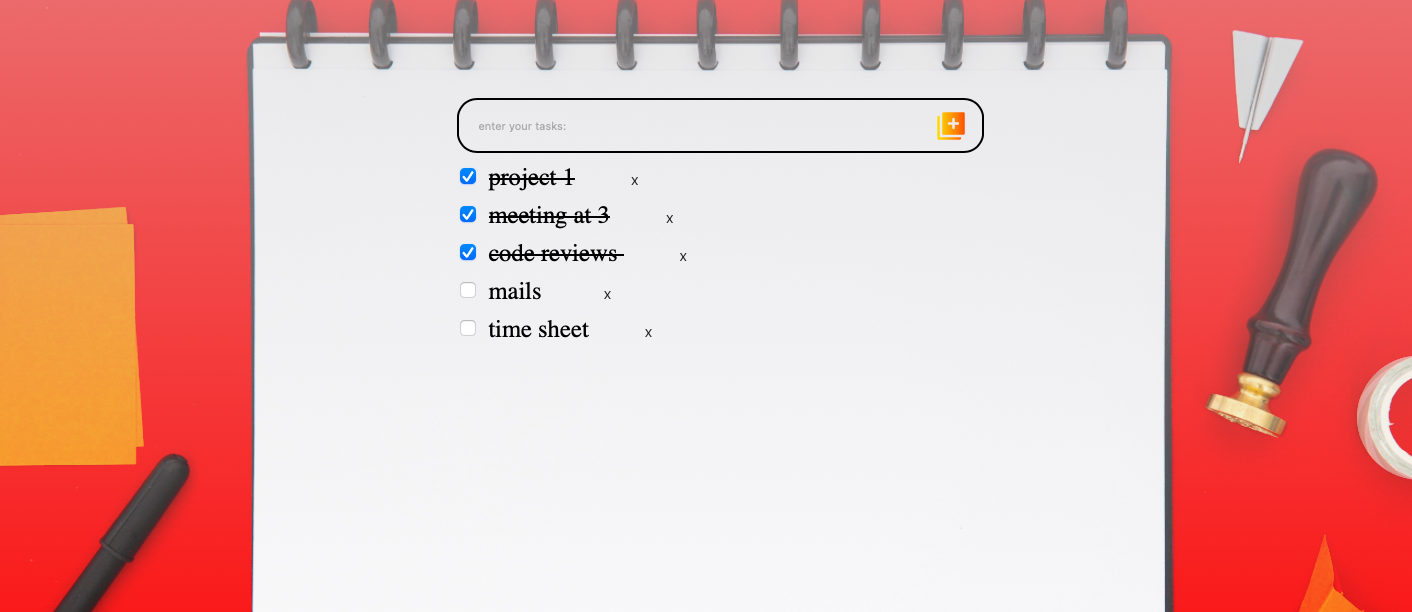 enter your tasks:
project 1 x
meeting at 3 x
code reviews x
mails x
time sheet x